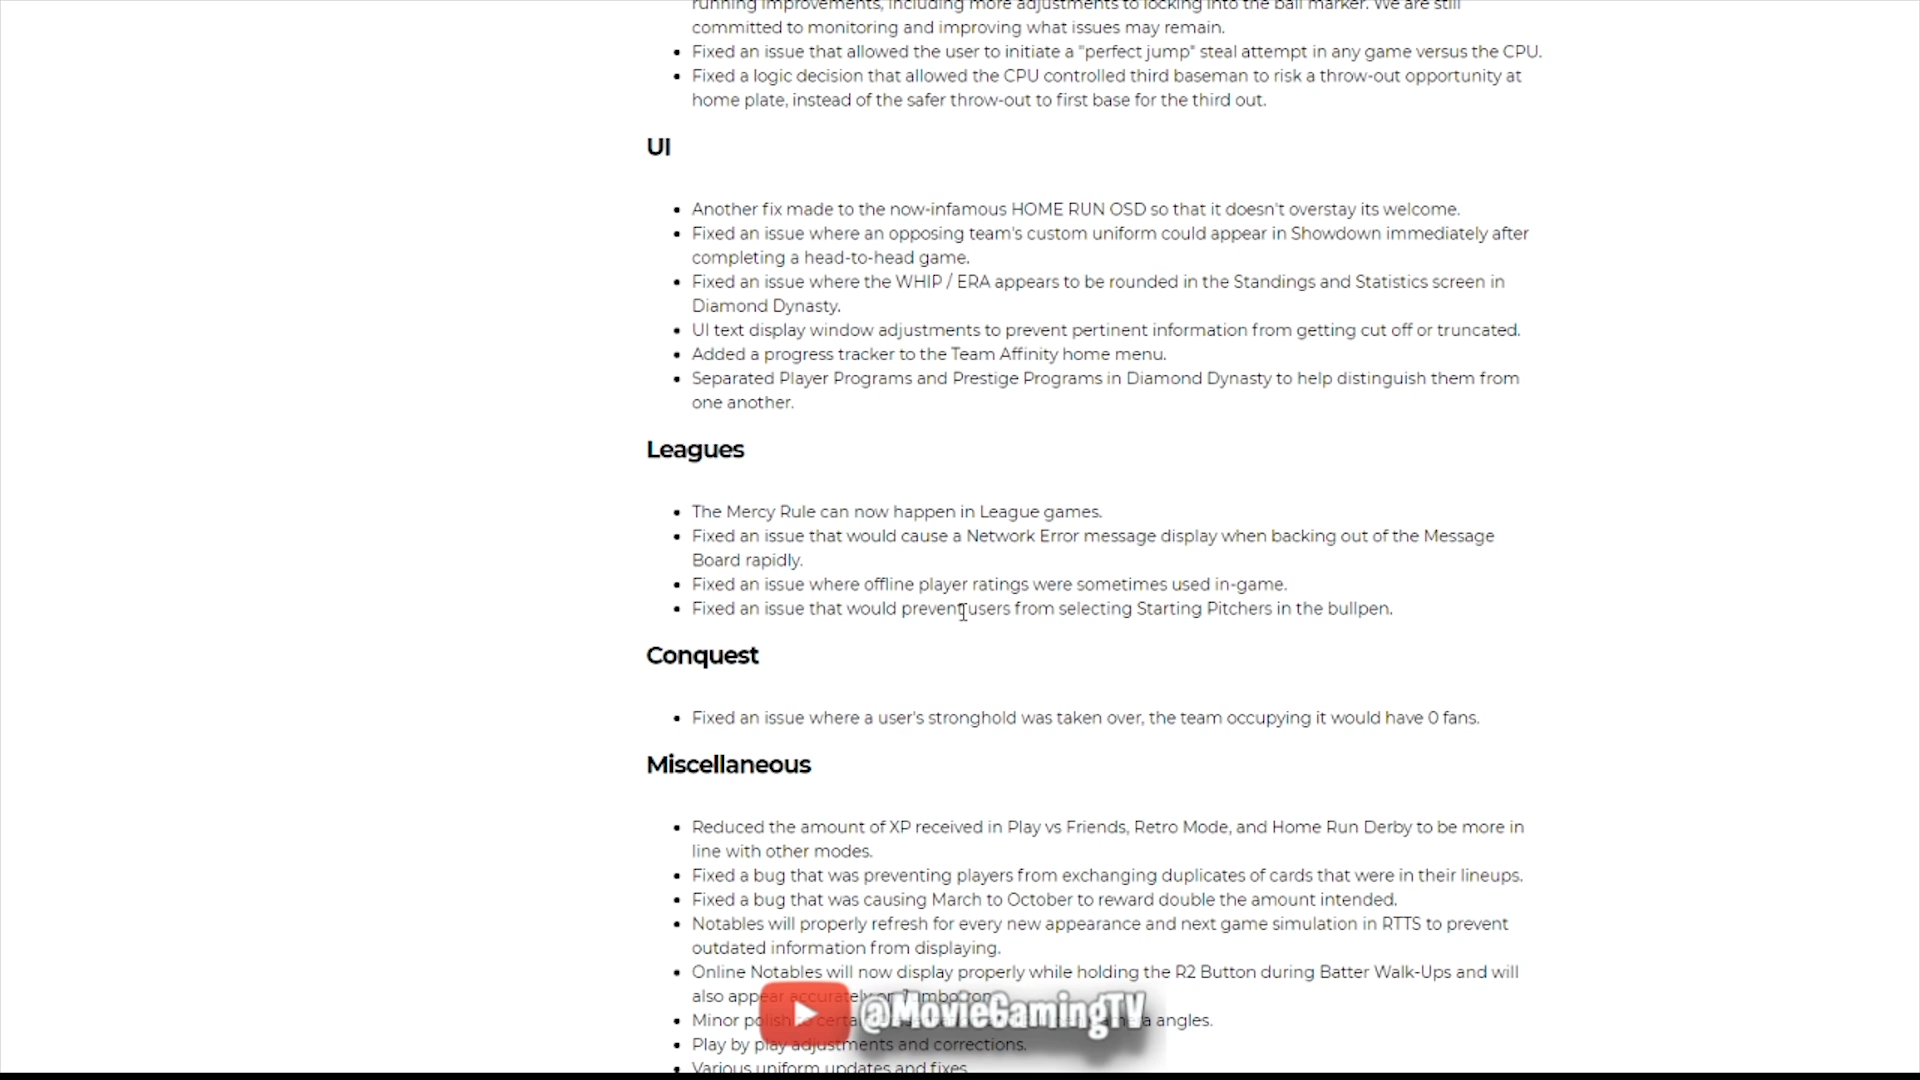 running improvements, including more adjustments to locking into the ball marker. We are still
committed to monitoring and improving what issues may remain.
• Fixed an issue that allowed the user to initiate a "perfect jump" steal attempt in any game versus the CPU.
• Fixed a logic decision that allowed the CPU controlled third baseman to risk a throw-out opportunity at
home plate, instead of the safer throw-out to first base for the third out.
UI
• Another fix made to the now-infamous HOME RUN OSD so that it doesn't overstay its welcome.
• Fixed an issue where an opposing team's custom uniform could appear in Showdown immediately after
completing a head-to-head game.
• Fixed an issue where the WHIP / ERA appears to be rounded in the Standings and Statistics screen in
Diamond Dynasty.
• UI text display window adjustments to prevent pertinent information from getting cut off or truncated.
• Added a progress tracker to the Team Affinity home menu.
• Separated Player Programs and Prestige Programs in Diamond Dynasty to help distinguish them from
one another.
Leagues
• The Mercy Rule can now happen in League games.
• Fixed an issue that would cause a Network Error message display when backing out of the Message
Board rapidly.
• Fixed an issue where offline player ratings were sometimes used in-game.
• Fixed an issue that would prevent users from selecting Starting Pitchers in the bullpen.
Conquest
• Fixed an issue where a user's stronghold was taken over, the team occupying it would have 0 fans.
Miscellaneous
• Reduced the amount of XP received in Play vs Friends, Retro Mode, and Home Run Derby to be more in
line with other modes.
• Fixed a bug that was preventing players from exchanging duplicates of cards that were in their lineups.
• Fixed a bug that was causing March to October to reward double the amount intended.
• Notables will properly refresh for every new appearance and next game simulation in RTTS to prevent
outdated information from displaying.
• Online Notables will now display properly while holding the R2 Button during Batter Walk-Ups and will
also appear accurately on Jumbotron
@MovieGamingTV
• Minor polish to angles.
• Play by play adjustments and corrections.
• Various uniform updates and fixes